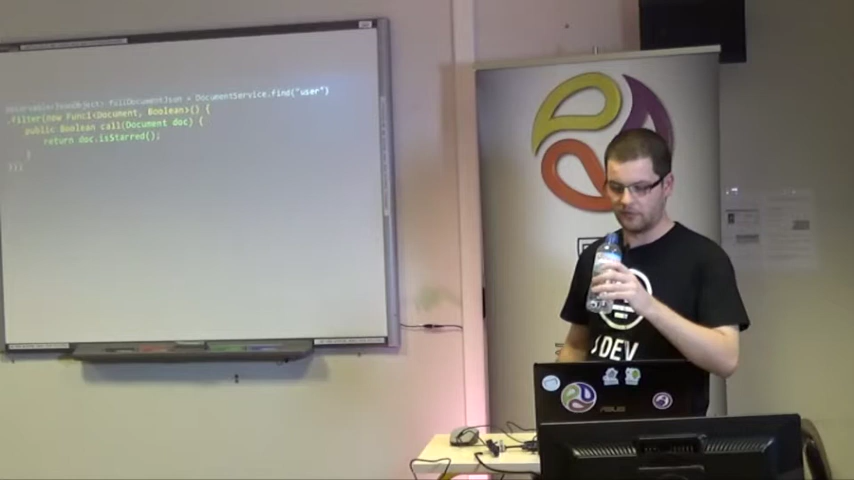 Observable<JsonObject> fullDocumentJson = DocumentService.find("user")
.filter(new Func1<Document, Boolean>() {
public Boolean call(Document doc) {
return doc.isStarred();
}
});
DEV
ASUS